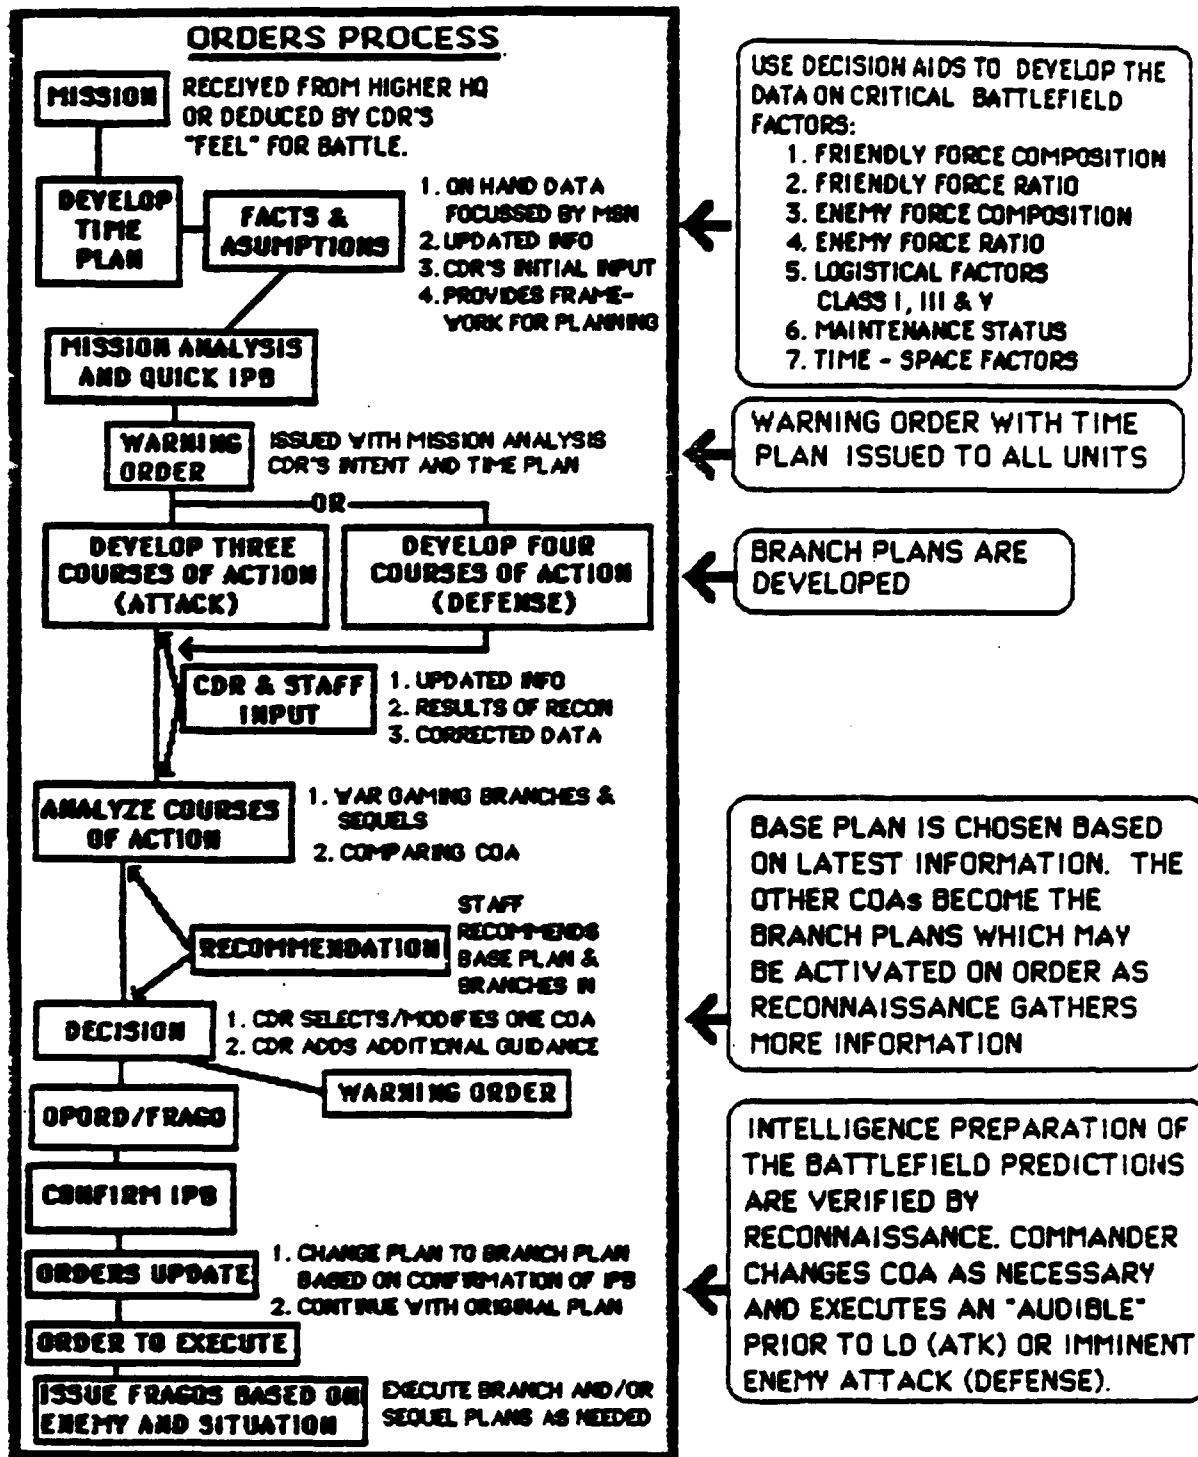 ORDERS PROCESS
MISSION
RECEIVED FROM HIGHER HQ
OR DEDUCED BY CDR'S
"FEEL" FOR BATTLE.
DEVELOP
TIME
PLAN
FACTS &
ASUMPTIONS
1. ON HAND DATA
FOCUSSED BY MSN
2. UPDATED INFO
3. CDR'S INITIAL INPUT
4. PROVIDES FRAME-
WORK FOR PLANNING
MISSION ANALYSIS
AND QUICK IPB
WARNING
ORDER
ISSUED WITH MISSION ANALYSIS
CDR'S INTENT AND TIME PLAN
OR
DEVELOP THREE
COURSES OF ACTION
(ATTACK)
DEVELOP FOUR
COURSES OF ACTION
(DEFENSE)
CDR & STAFF
INPUT
1. UPDATED INFO
2. RESULTS OF RECON
3. CORRECTED DATA
ANALYZE COURSES
OF ACTION
1. WAR GAMING BRANCHES &
SEQUELS
2. COMPARING COA
RECOMMENDATION
STAFF
RECOMMENDS
BASE PLAN &
BRANCHES IN
DECISION
1. CDR SELECTS/MODIFIES ONE COA
2. CDR ADDS ADDITIONAL GUIDANCE
WARNING ORDER
OPORD/FRAGO
CONFIRM IPB
ORDERS UPDATE
1. CHANGE PLAN TO BRANCH PLAN
BASED ON CONFIRMATION OF IPB
2. CONTINUE WITH ORIGINAL PLAN
ORDER TO EXECUTE
ISSUE FRAGOS BASED ON
ENEMY AND SITUATION
EXECUTE BRANCH AND/OR
SEQUEL PLANS AS NEEDED
USE DECISION AIDS TO DEVELOP THE
DATA ON CRITICAL BATTLEFIELD
FACTORS:
1. FRIENDLY FORCE COMPOSITION
2. FRIENDLY FORCE RATIO
3. ENEMY FORCE COMPOSITION
4. ENEMY FORCE RATIO
5. LOGISTICAL FACTORS
CLASS I, III & V
6. MAINTENANCE STATUS
7. TIME - SPACE FACTORS
WARNING ORDER WITH TIME
PLAN ISSUED TO ALL UNITS
BRANCH PLANS ARE
DEVELOPED
BASE PLAN IS CHOSEN BASED
ON LATEST INFORMATION. THE
OTHER COAs BECOME THE
BRANCH PLANS WHICH MAY
BE ACTIVATED ON ORDER AS
RECONNAISSANCE GATHERS
MORE INFORMATION
INTELLIGENCE PREPARATION OF
THE BATTLEFIELD PREDICTIONS
ARE VERIFIED BY
RECONNAISSANCE. COMMANDER
CHANGES COA AS NECESSARY
AND EXECUTES AN "AUDIBLE"
PRIOR TO LD (ATK) OR IMMINENT
ENEMY ATTACK (DEFENSE).